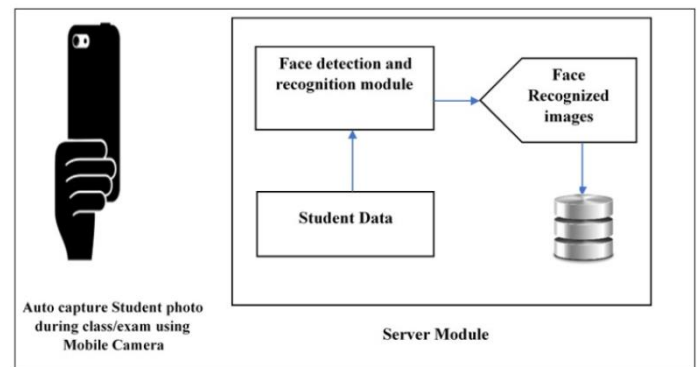 Face detection and
recognition module
Face
Recognized
images
Student Data
Auto capture Student photo
during class/exam using
Mobile Camera
Server Module